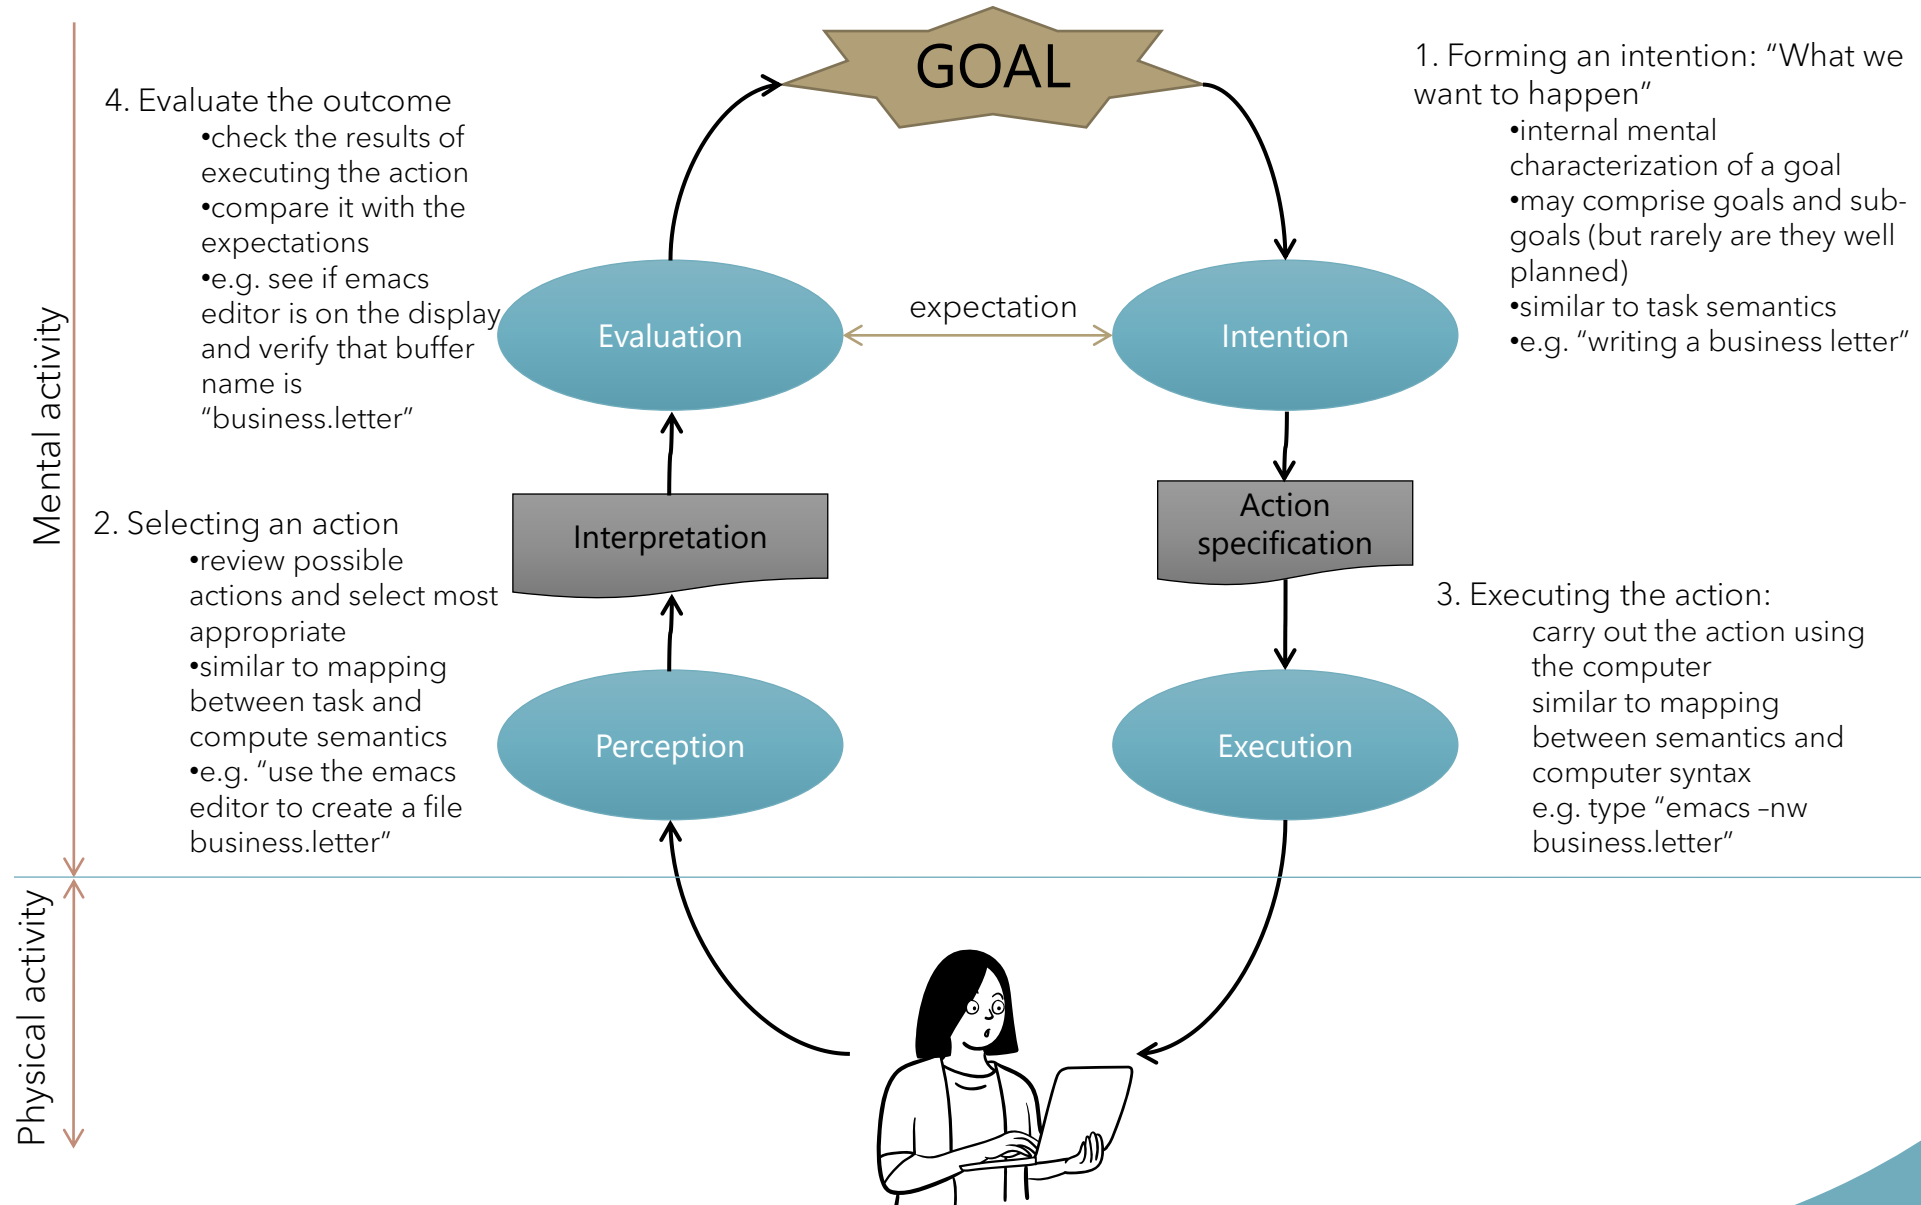 GOAL
1. Forming an intention: “What we
want to happen”
•internal mental
characterization of a goal
•may comprise goals and sub-
goals (but rarely are they well
planned)
•similar to task semantics
•e.g. “writing a business letter”
4. Evaluate the outcome
•check the results of
executing the action
•compare it with the
expectations
•e.g. see if emacs
editor is on the display
and verify that buffer
name is
“business.letter”
Evaluation
expectation
Intention
Mental activity
2. Selecting an action
•review possible
actions and select most
appropriate
•similar to mapping
between task and
compute semantics
•e.g. “use the emacs
editor to create a file
business.letter”
Interpretation
Action
specification
3. Executing the action:
carry out the action using
the computer
similar to mapping
between semantics and
computer syntax
e.g. type “emacs –nw
business.letter”
Perception
Execution
Physical activity